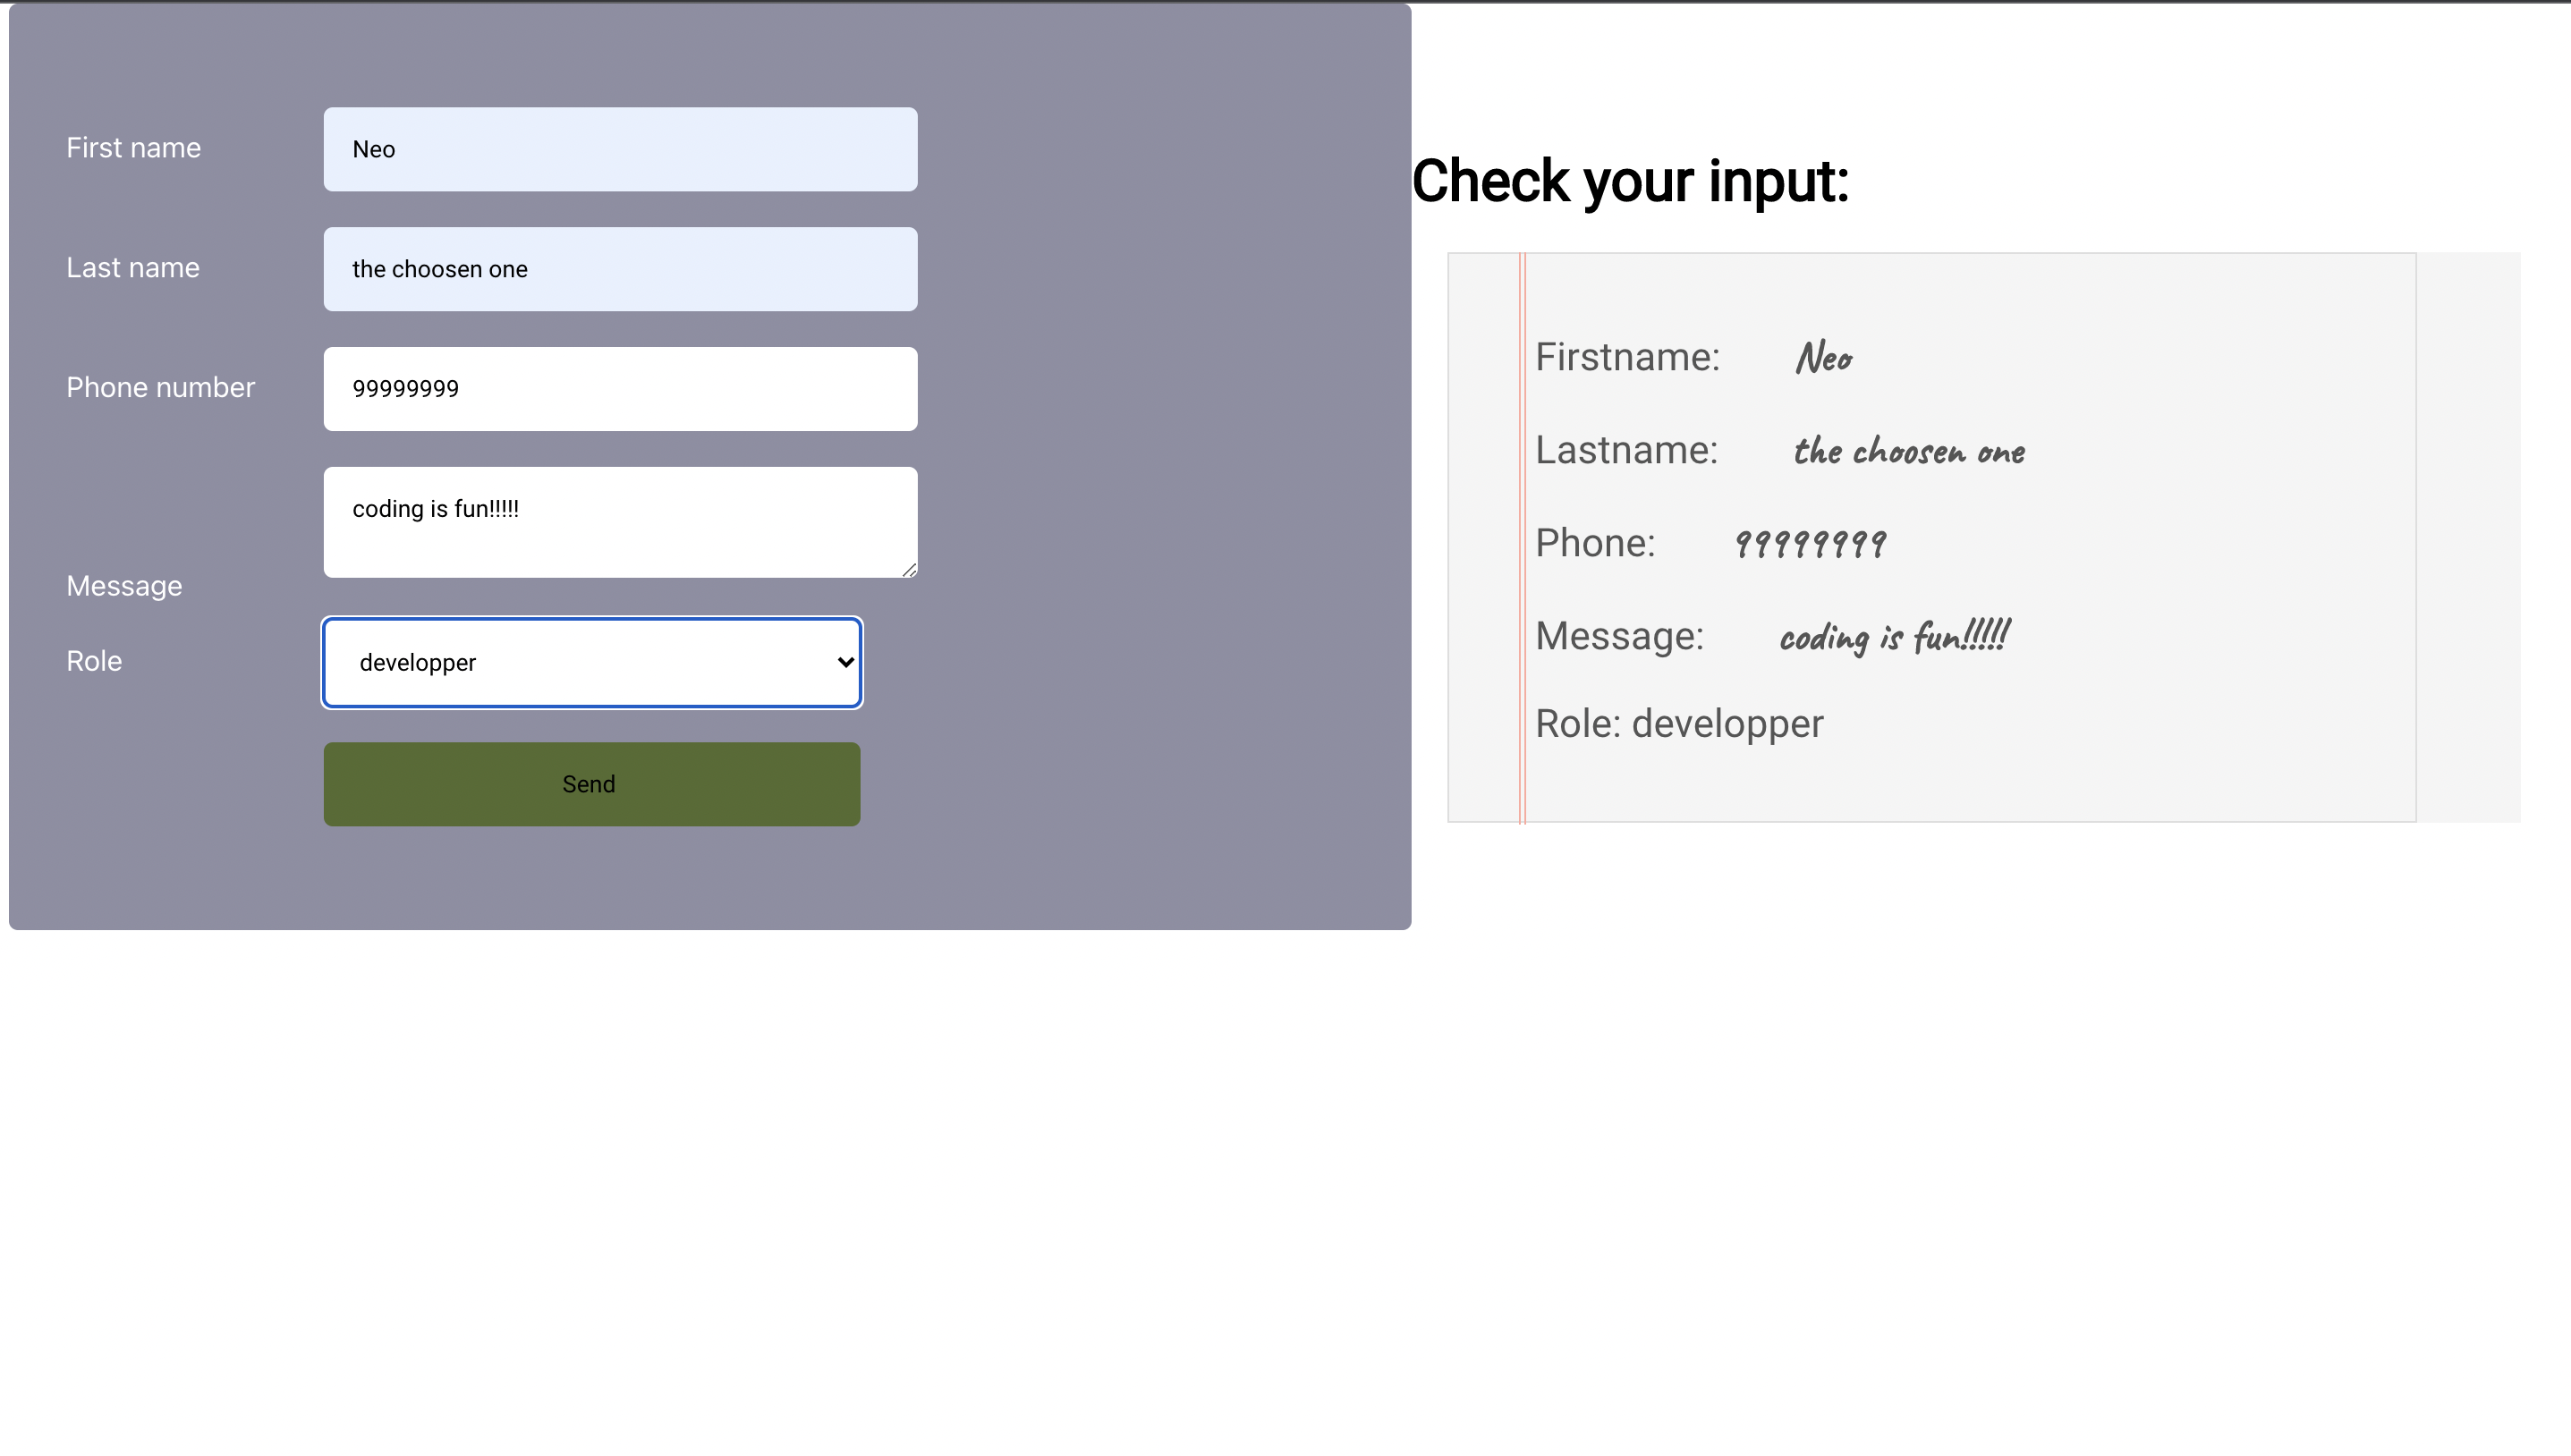 First name
Neo
Last name
the choosen one
Phone number
99999999
coding is fun!!!!!
Message
Role
developper
Send
Check your input:
Firstname: Neo
Lastname: the choosen one
Phone: 99999999
Message: coding is fun!!!!!
Role: developper